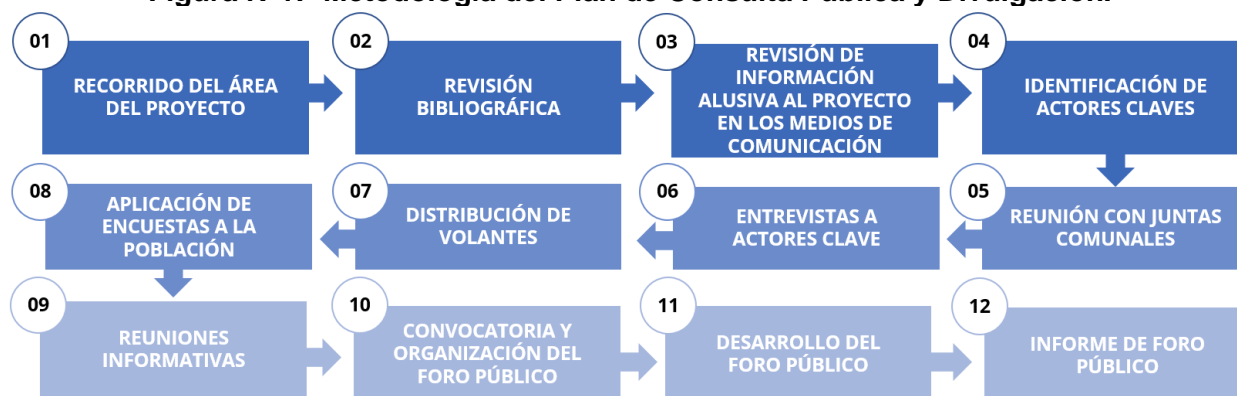 Figura Metodología del Plan de Consulta Pública y Divulgación.
01
RECORRIDO DEL ÁREA
DEL PROYECTO
02
REVISIÓN
BIBLIOGRÁFICA
03
REVISIÓN DE
INFORMACIÓN
ALUSIVA AL PROYECTO
EN LOS MEDIOS DE
COMUNICACIÓN
04
IDENTIFICACIÓN DE
ACTORES CLAVES
05
REUNIÓN CON JUNTAS
COMUNALES
06
ENTREVISTAS A
ACTORES CLAVE
07
DISTRIBUCIÓN DE
VOLANTES
08
APLICACIÓN DE
ENCUESTAS A LA
POBLACIÓN
09
REUNIONES
INFORMATIVAS
10
CONVOCATORIA Y
ORGANIZACIÓN DEL
FORO PÚBLICO
11
DESARROLLO DEL
FORO PÚBLICO
12
INFORME DE FORO
PÚBLICO